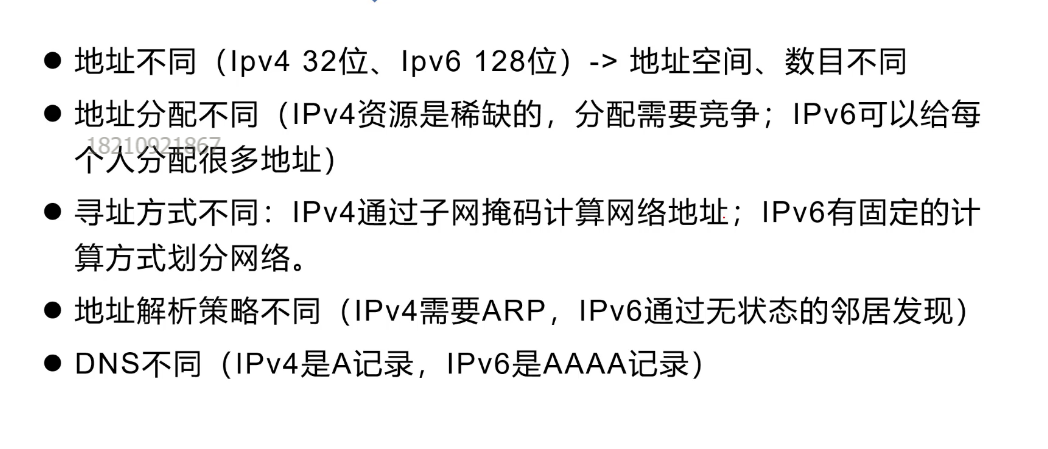 ● 地址不同（Ipv4 32位、Ipv6 128位）-> 地址空间、数目不同
● 地址分配不同（IPv4资源是稀缺的，分配需要竞争；IPv6可以给每
18210921867
个人分配很多地址）
● 寻址方式不同：IPv4通过子网掩码计算网络地址；IPv6有固定的计
算方式划分网络。
● 地址解析策略不同（IPv4需要ARP，IPv6通过无状态的邻居发现）
● DNS不同（IPv4是A记录，IPv6是AAAA记录）